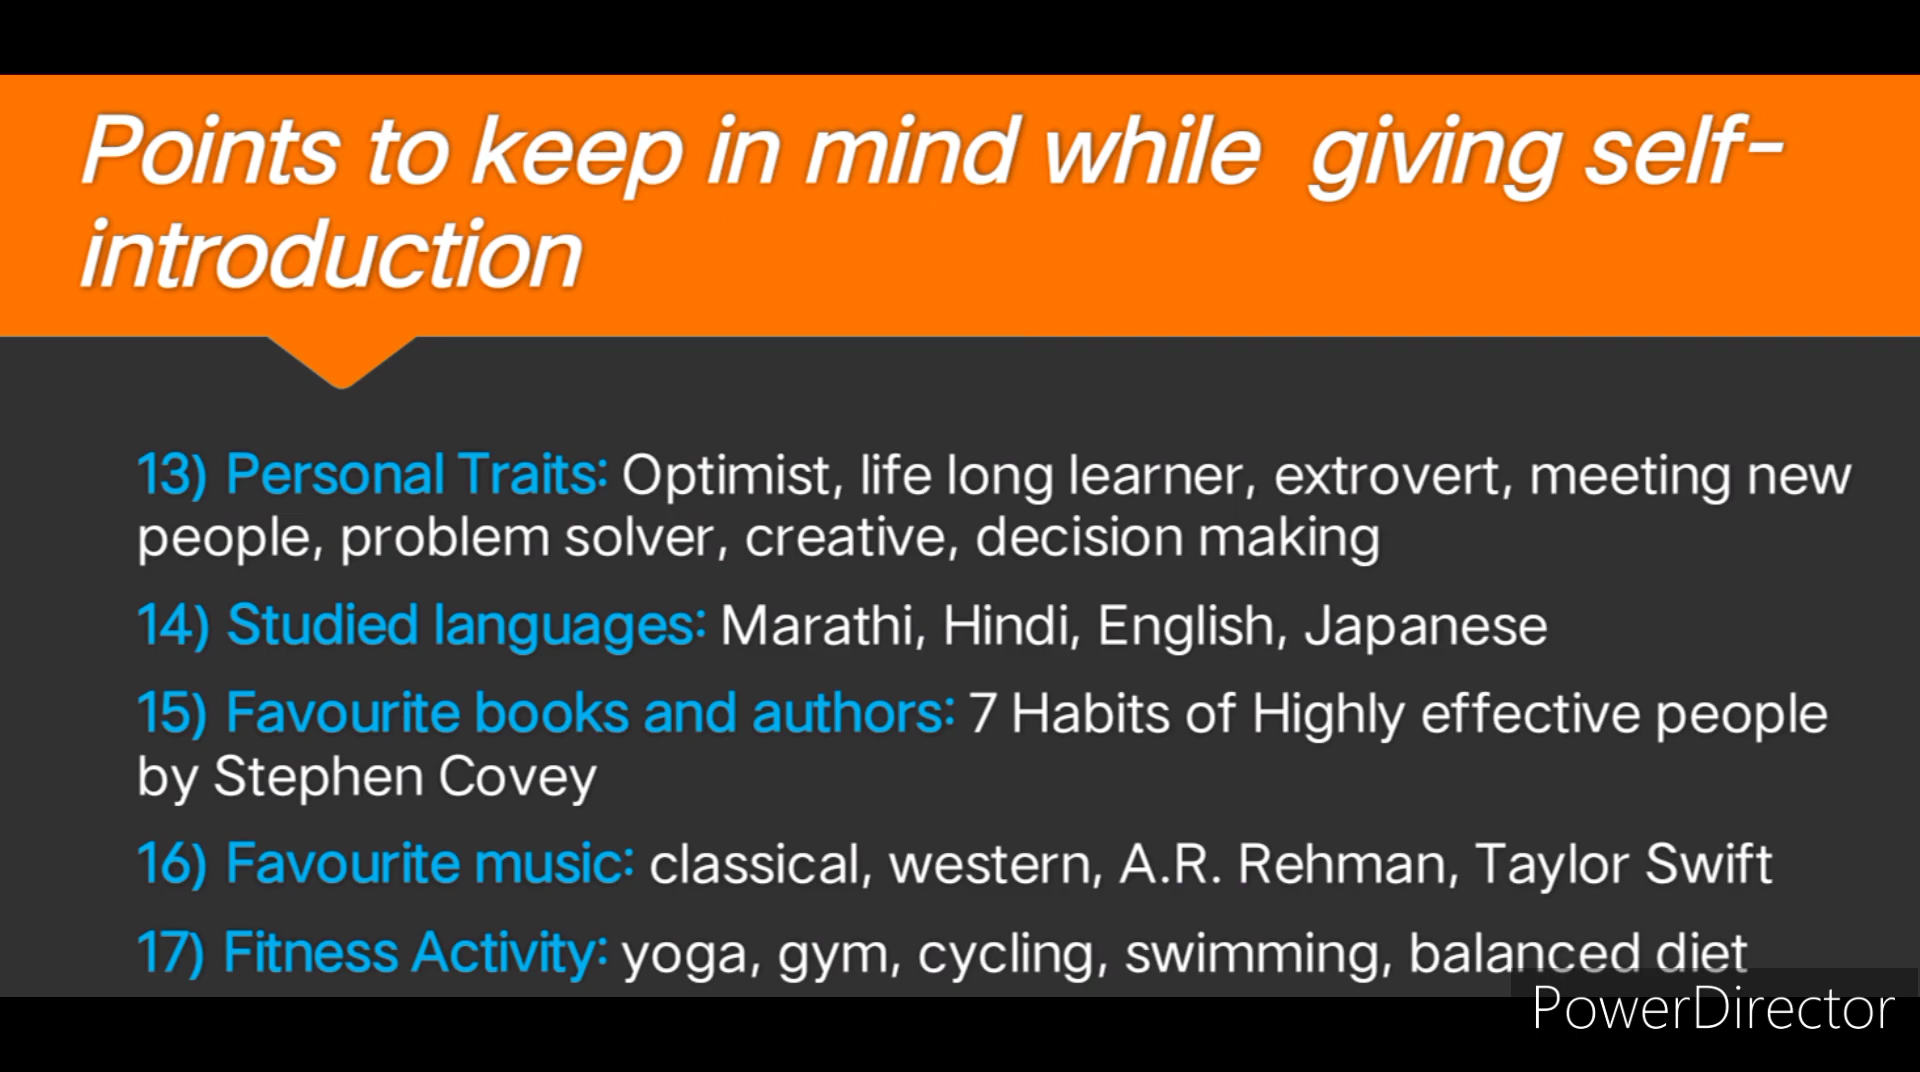 Points to keep in mind while giving self-
introduction
13) Personal Traits: Optimist, life long learner, extrovert, meeting new
people, problem solver, creative, decision making
14) Studied languages: Marathi, Hindi, English, Japanese
15) Favourite books and authors: 7 Habits of Highly effective people
by Stephen Covey
16) Favourite music: classical, western, A.R. Rehman, Taylor Swift
17) Fitness Activity: yoga, gym, cycling, swimming, balanced diet
PowerDirector